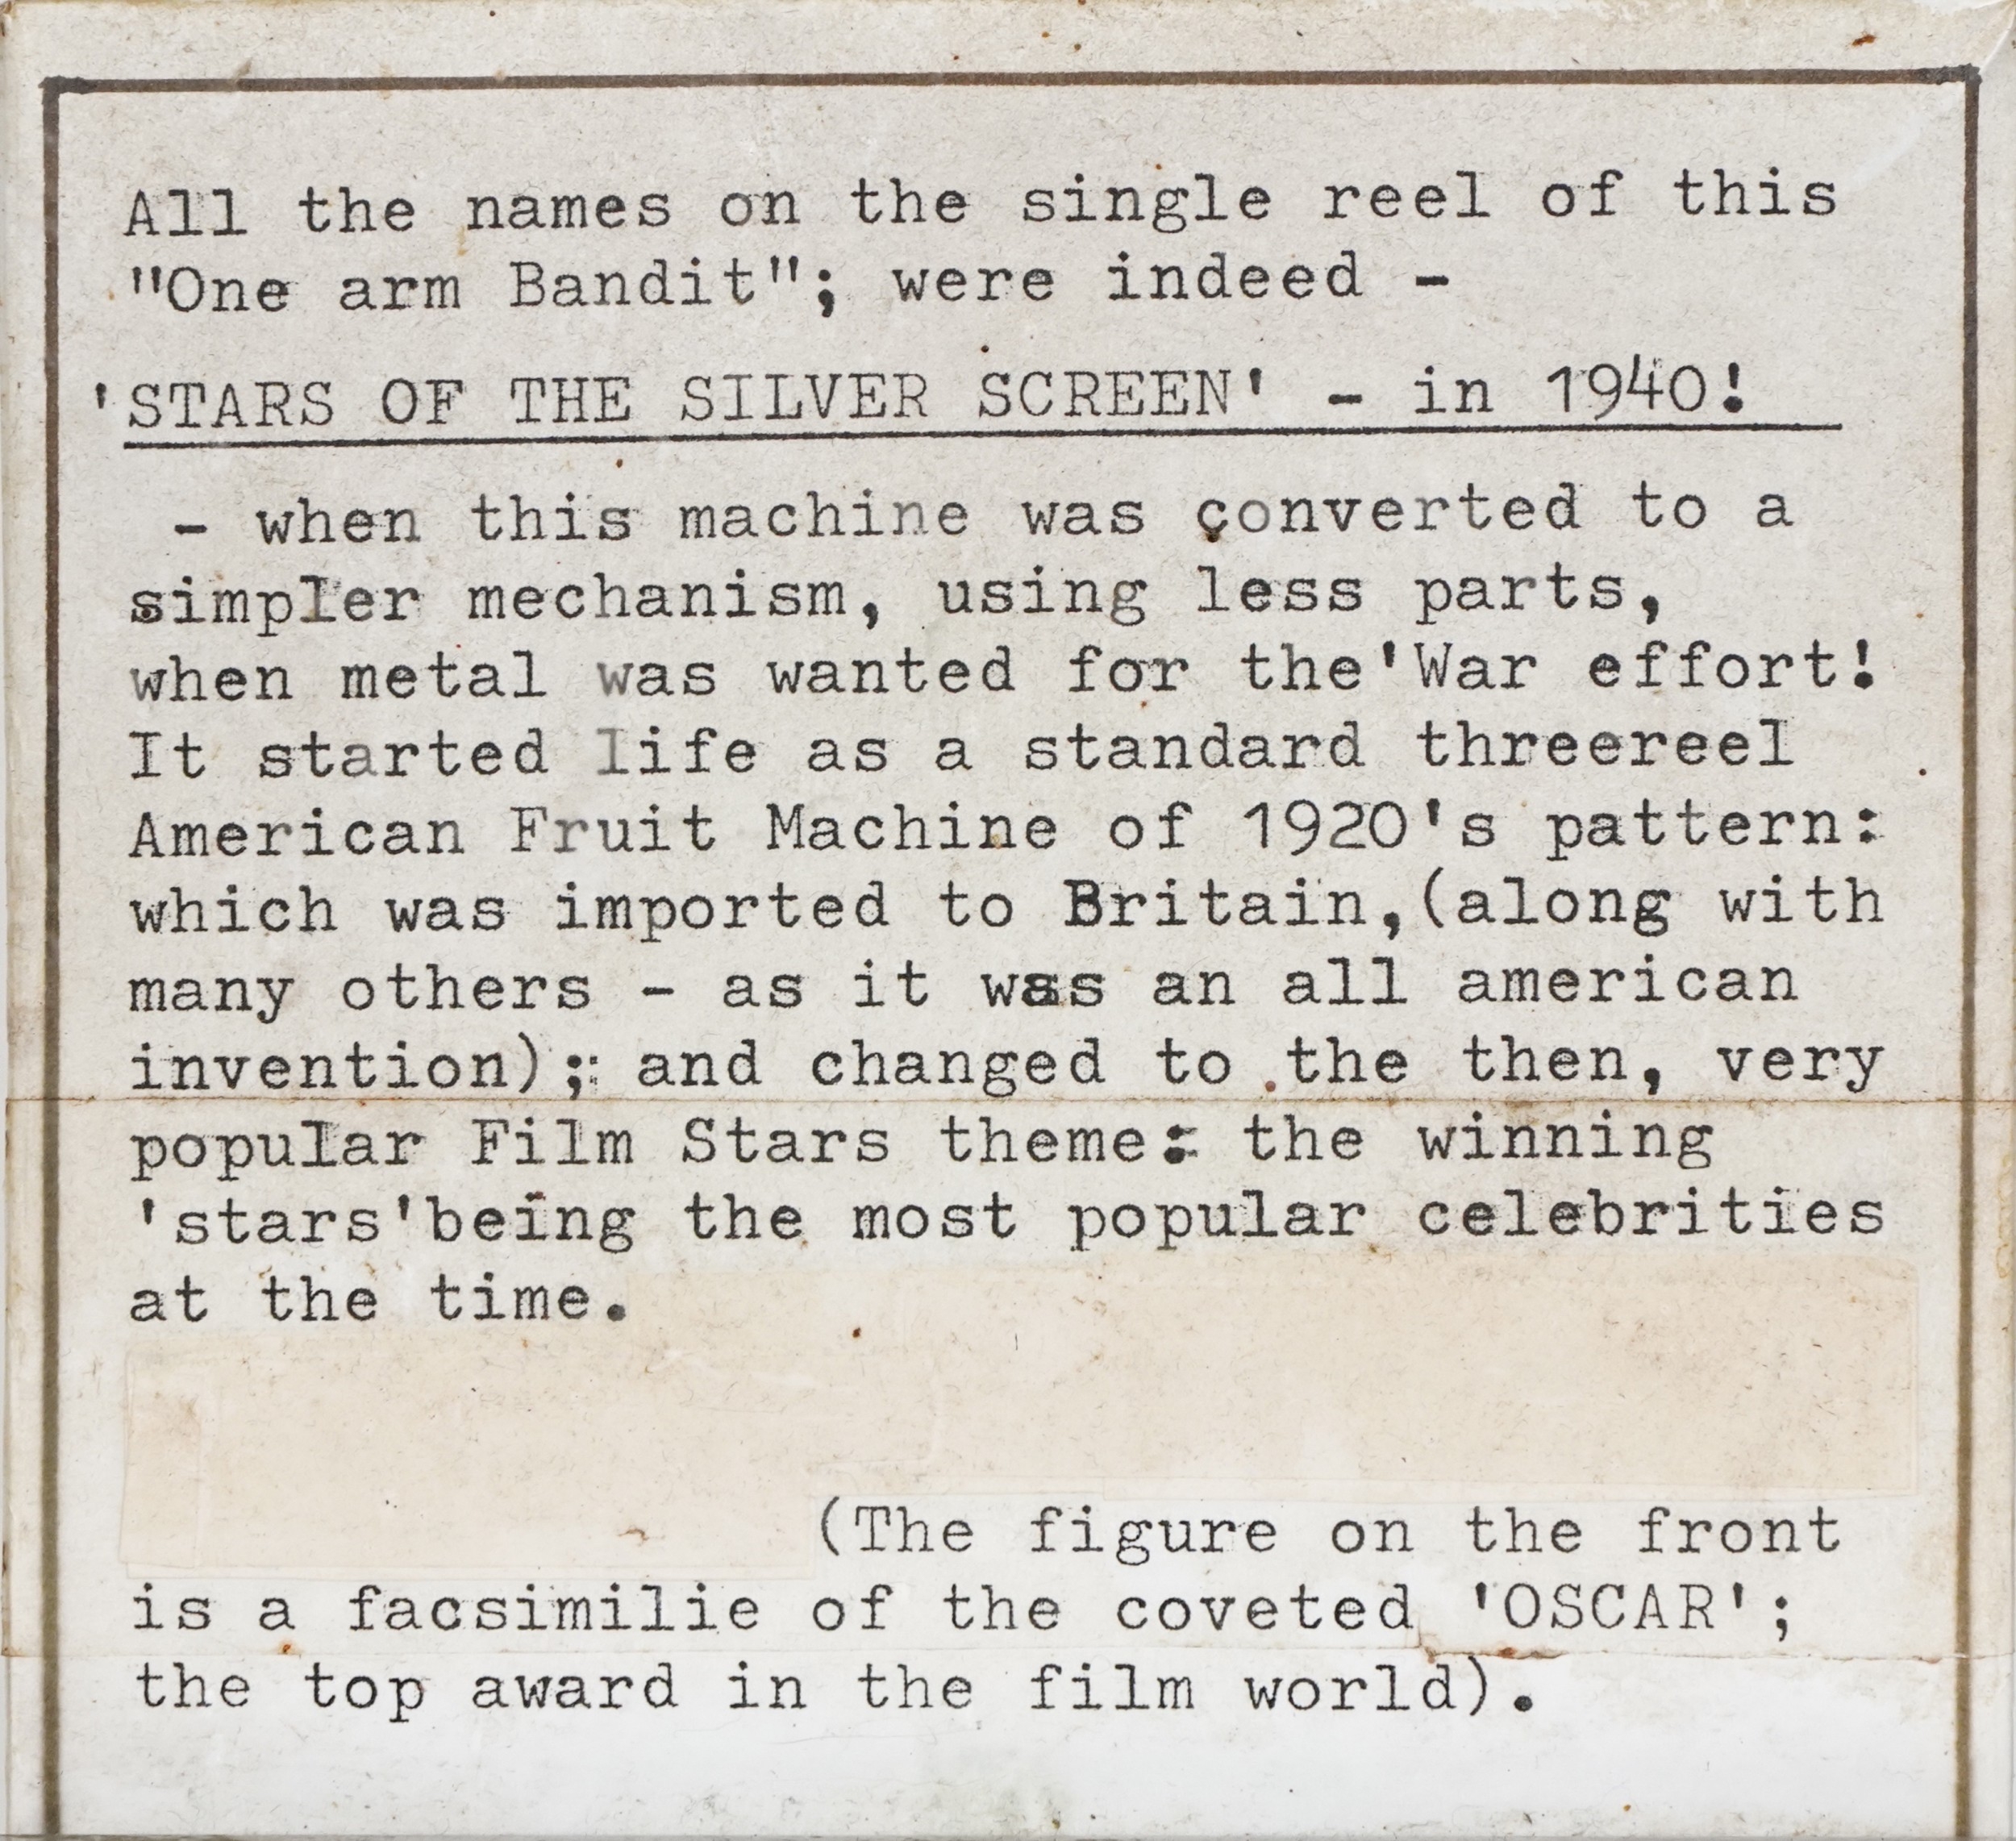 All the names on the single reel of this
"One arm Bandit"; were indeed -
'STARS OF THE SILVER SCREEN' - in 1940!
- when this machine was converted to a
simpler mechanism, using less parts,
when metal was wanted for the'War effort!
It started life as a standard threereel
American Fruit Machine of 1920's pattern:
which was imported to Britain,(along with
many others - as it was an all american
invention); and changed to the then, very
popular Film Stars theme: the winning
'stars'being the most popular celebrities
at the time.
(The figure on the front
is a facsimilie of the coveted 'OSCAR';
the top award in the film world).